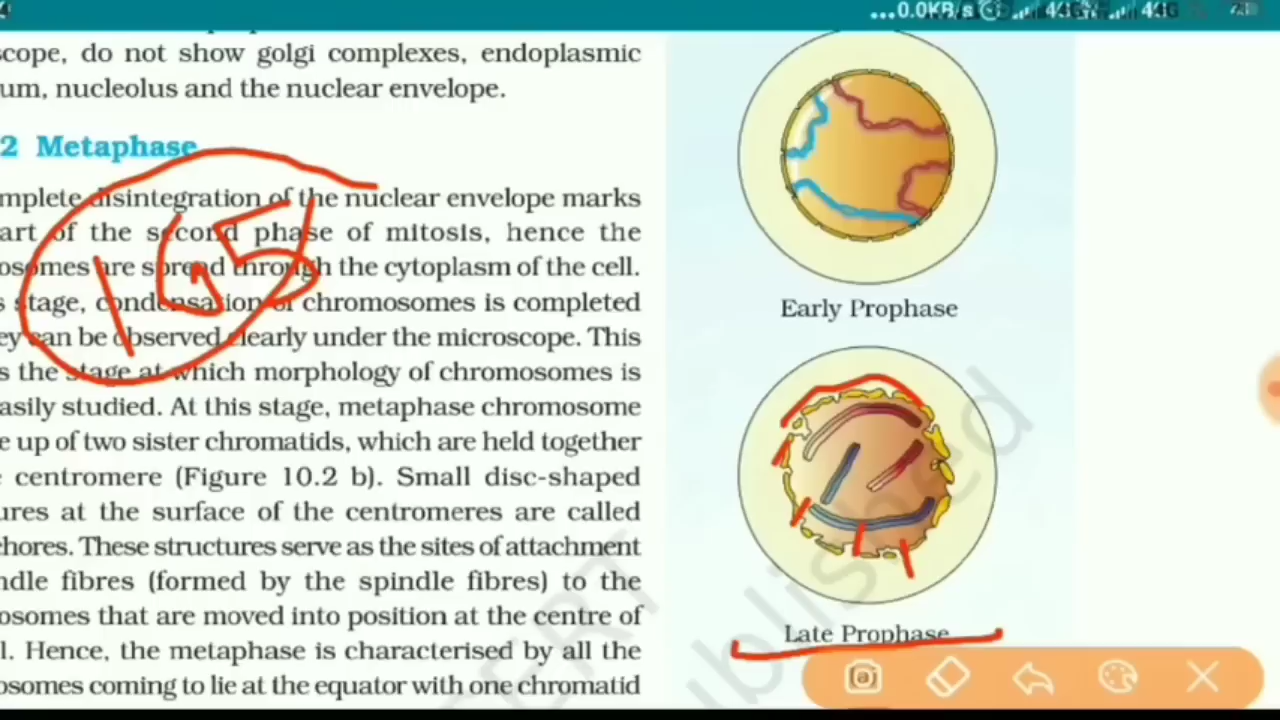 ...0.0KB/s
scope, do not show golgi complexes, endoplasmic
um, nucleolus and the nuclear envelope.
2 Metaphase
mplete disintegration of the nuclear envelope marks
art of the second phase of mitosis, hence the
osomes are spread through the cytoplasm of the cell.
s stage, condensation of chromosomes is completed
ey can be observed clearly under the microscope. This
s the stage at which morphology of chromosomes is
easily studied. At this stage, metaphase chromosome
e up of two sister chromatids, which are held together
e centromere (Figure 10.2 b). Small disc-shaped
ures at the surface of the centromeres are called
chores. These structures serve as the sites of attachment
ndle fibres (formed by the spindle fibres) to the
osomes that are moved into position at the centre of
l. Hence, the metaphase is characterised by all the
osomes coming to lie at the equator with one chromatid
165
Early Prophase
Late Prophase